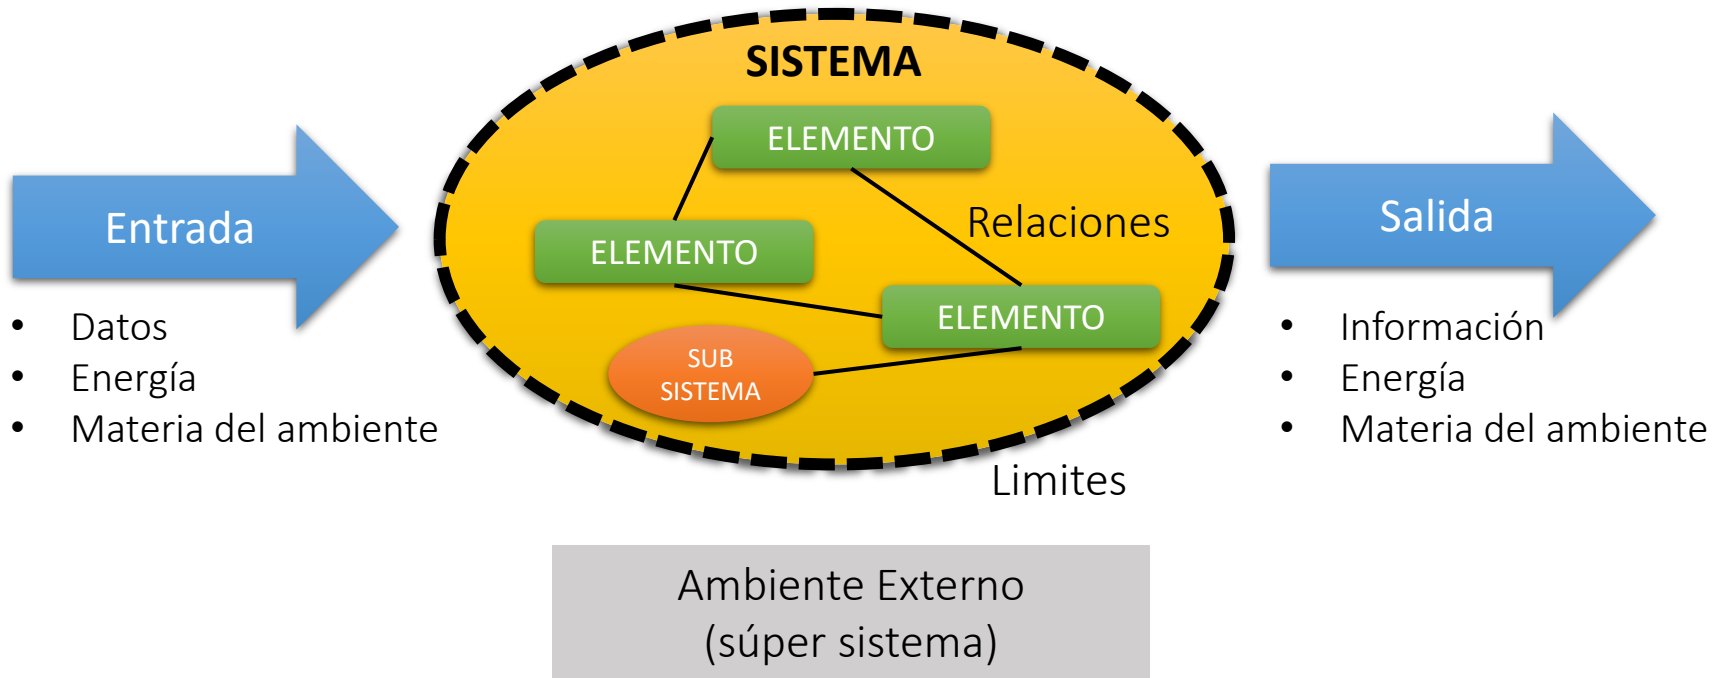 SISTEMA
ELEMENTO
Relaciones
ELEMENTO
ELEMENTO
SUB
SISTEMA
Limites
Entrada
• Datos
• Energía
• Materia del ambiente
Salida
• Información
• Energía
• Materia del ambiente
Ambiente Externo
(súper sistema)